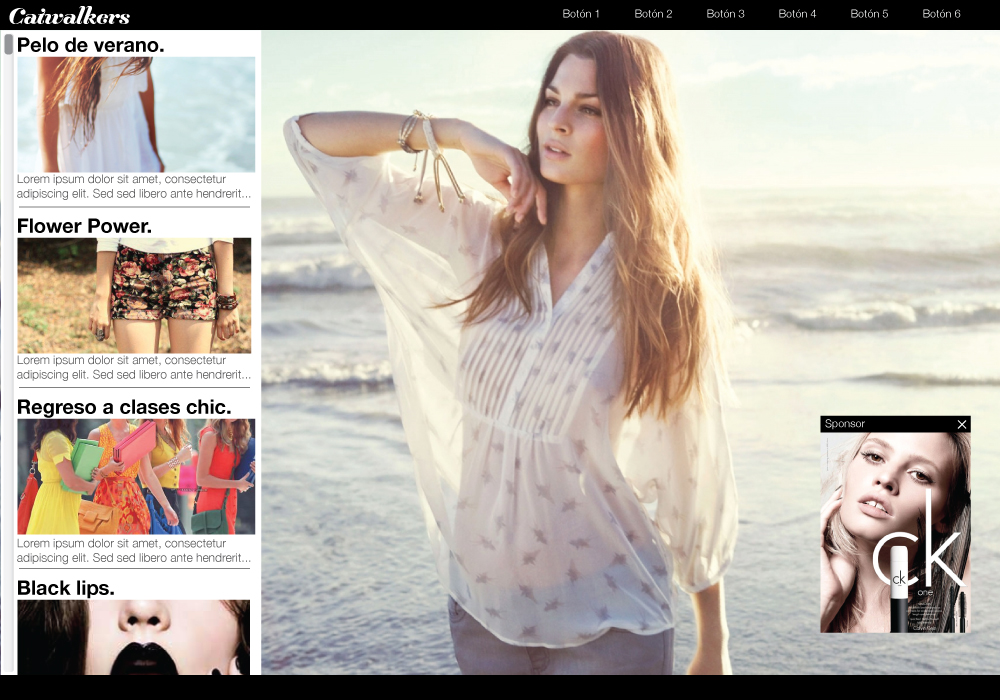 Catwalkers
Botón 1
Botón 2
Botón 3
Botón 4
Botón 5
Botón 6
Pelo de verano.
Lorem ipsum dolor sit amet, consectetur
adipiscing elit. Sed sed libero ante hendrerit...
Flower Power.
Lorem ipsum dolor sit amet, consectetur
adipiscing elit. Sed sed libero ante hendrerit...
Regreso a clases chic.
Lorem ipsum dolor sit amet, consectetur
adipiscing elit. Sed sed libero ante hendrerit...
Black lips.
Sponsor
ck
ck
one